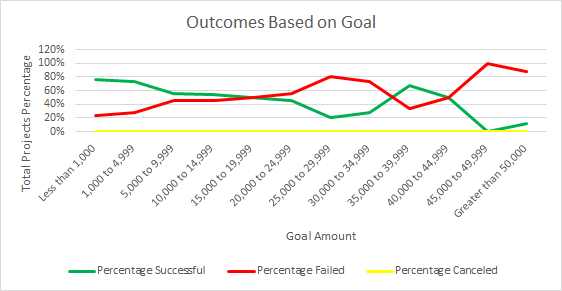 Outcomes Based on Goal
Total Projects Percentage
120%
100%
80%
60%
40%
20%
0%
Less than 1,000
1,000 to 4,999
5,000 to 9,999
10,000 to 14,999
15,000 to 19,999
20,000 to 24,999
25,000 to 29,999
30,000 to 34,999
35,000 to 39,999
40,000 to 44,999
45,000 to 49,999
Greater than 50,000
Goal Amount
Percentage Successful
Percentage Failed
Percentage Canceled